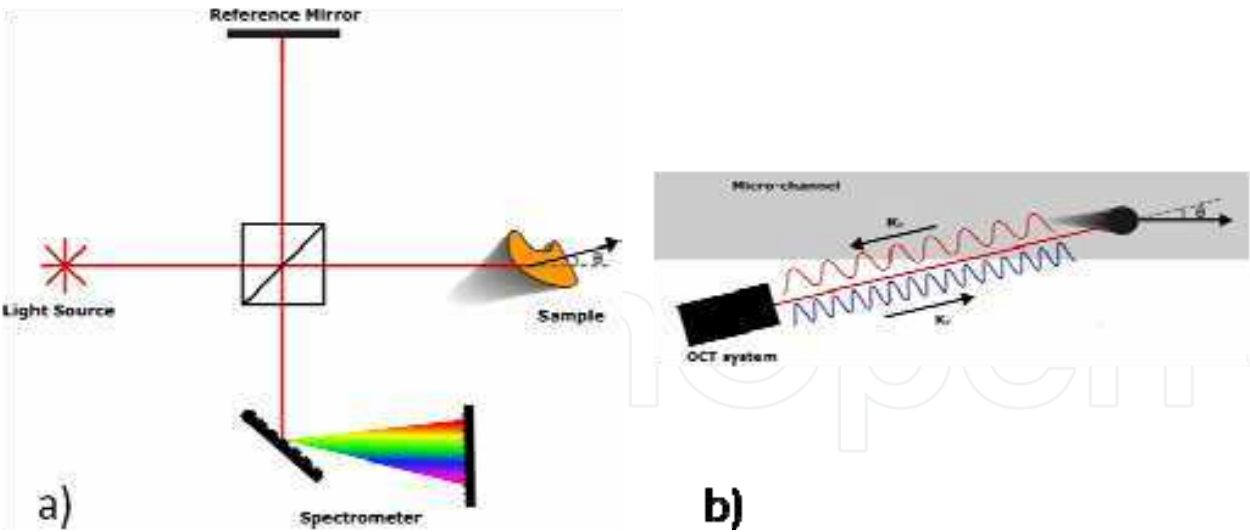 Reference Mirror
Light Source
θ
Sample
Spectrometer
a)
Micro-channel
θ
OCT system
b)